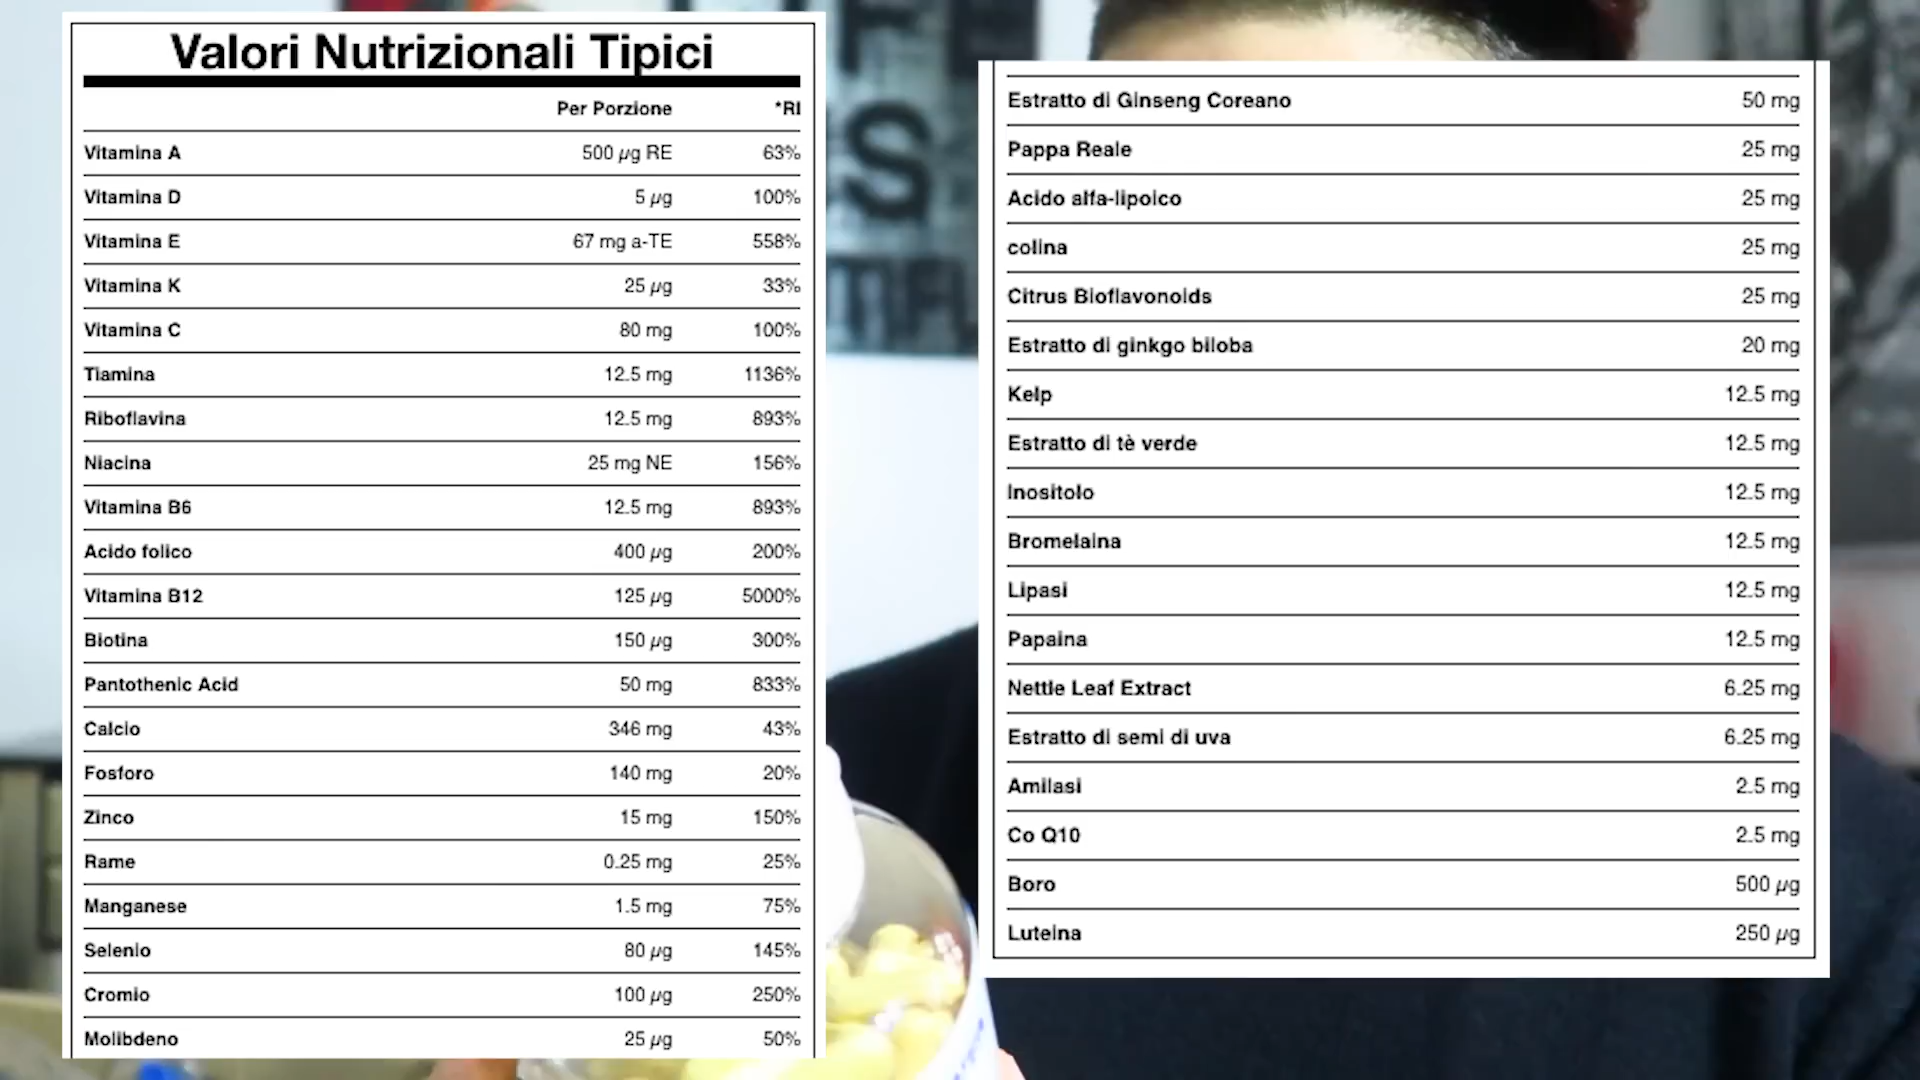 Valori Nutrizionali Tipici
Per Porzione *RI
Vitamina A 500 µg RE 63%
Vitamina D 5 µg 100%
Vitamina E 67 mg a-TE 558%
Vitamina K 25 µg 33%
Vitamina C 80 mg 100%
Tiamina 12.5 mg 1136%
Riboflavina 12.5 mg 893%
Niacina 25 mg NE 156%
Vitamina B6 12.5 mg 893%
Acido folico 400 µg 200%
Vitamina B12 125 µg 5000%
Biotina 150 µg 300%
Pantothenic Acid 50 mg 833%
Calcio 346 mg 43%
Fosforo 140 mg 20%
Zinco 15 mg 150%
Rame 0.25 mg 25%
Manganese 1.5 mg 75%
Selenio 80 µg 145%
Cromio 100 µg 250%
Molibdeno 25 µg 50%
Estratto di Ginseng Coreano 50 mg
Pappa Reale 25 mg
Acido alfa-lipoico 25 mg
colina 25 mg
Citrus Bioflavonoids 25 mg
Estratto di ginkgo biloba 20 mg
Kelp 12.5 mg
Estratto di tè verde 12.5 mg
Inositolo 12.5 mg
Bromelaina 12.5 mg
Lipasi 12.5 mg
Papaina 12.5 mg
Nettle Leaf Extract 6.25 mg
Estratto di semi di uva 6.25 mg
Amilasi 2.5 mg
Co Q10 2.5 mg
Boro 500 µg
Luteina 250 µg